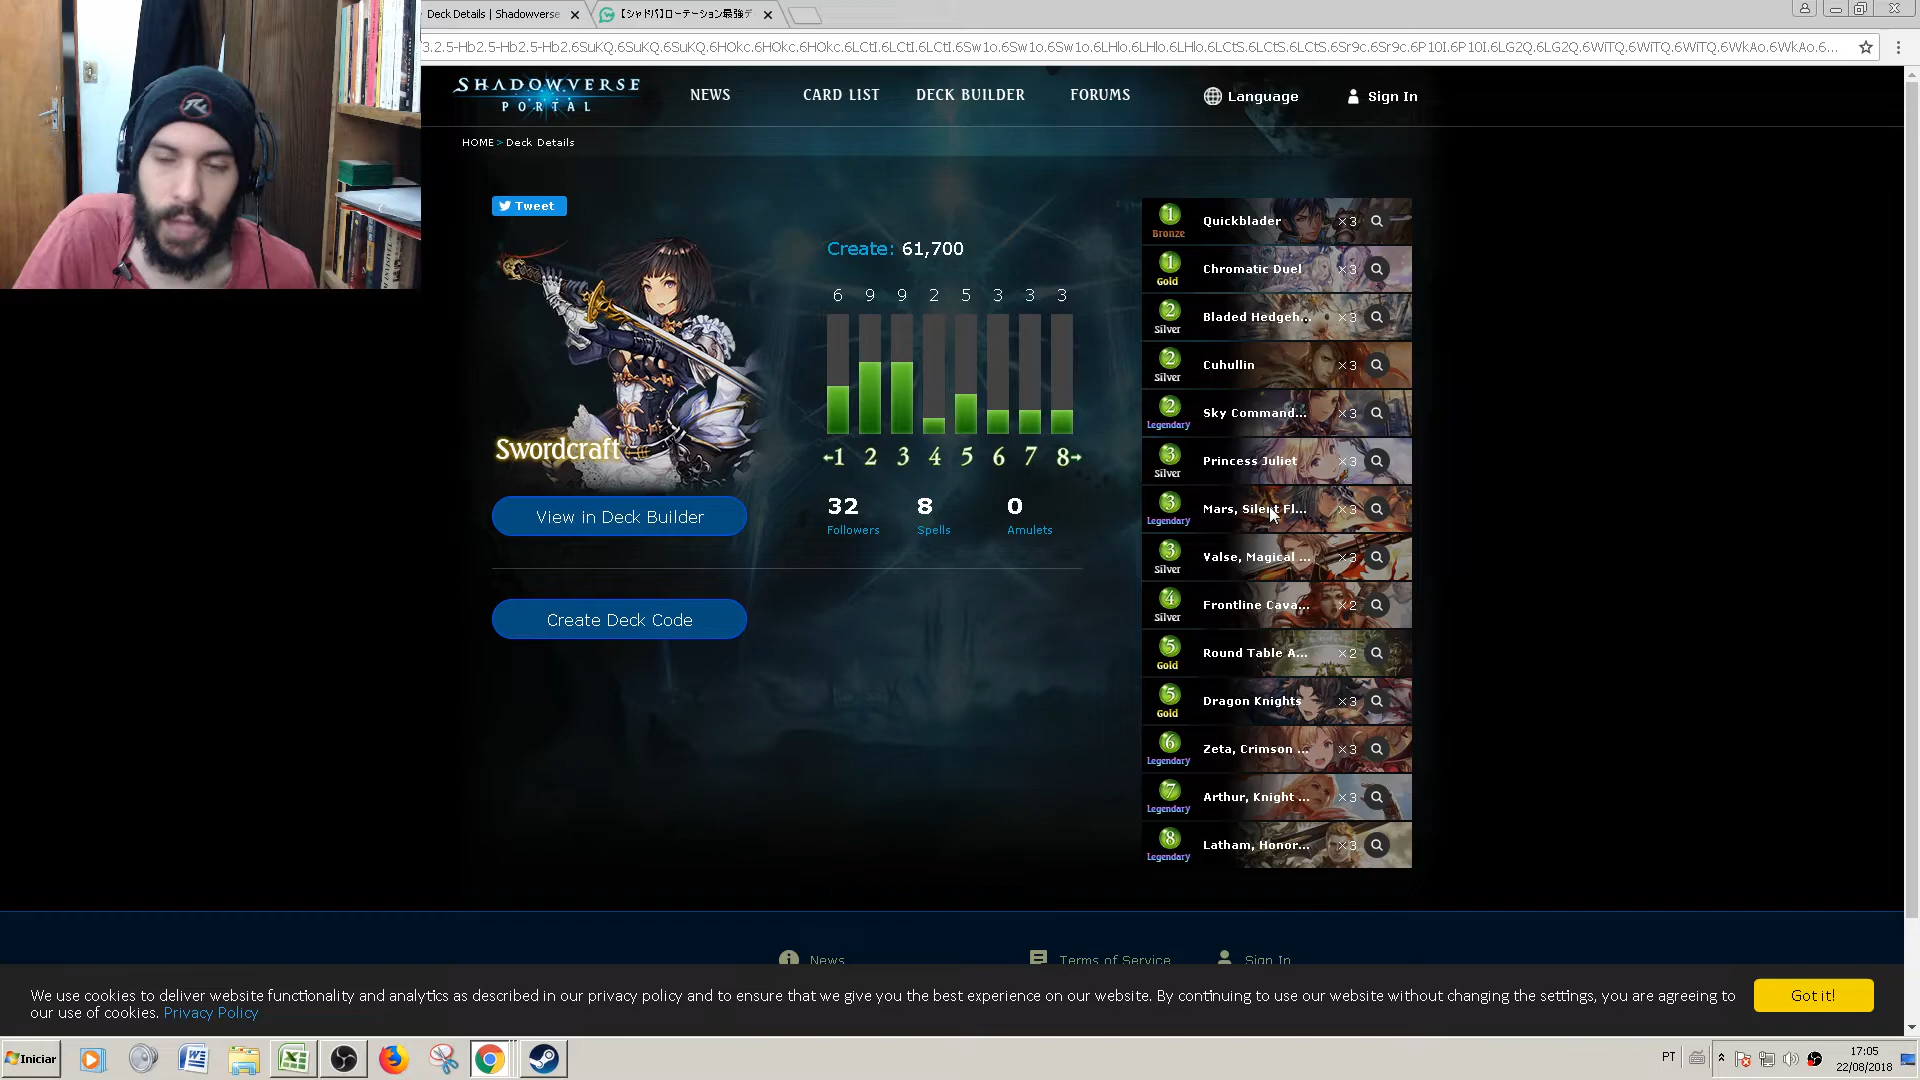 Deck Details | Shadowverse
【シャドバ】ローテーション最強デ
3.2.5-Hb2.5-Hb2.5-Hb2.6SuKQ.6SuKQ.6SuKQ.6HOkc.6HOkc.6HOkc.6LCtI.6LCtI.6LCtI.6Sw1o.6Sw1o.6Sw1o.6LHlo.6LHlo.6LHlo.6LCtS.6LCtS.6LCtS.6Sr9c.6Sr9c.6P10I.6P10I.6LG2Q.6LG2Q.6WiTQ.6WiTQ.6WiTQ.6WkAo.6WkAo.6...
SHADOWVERSE
PORTAL
NEWS
CARD LIST
DECK BUILDER
FORUMS
Language
Sign In
HOME > Deck Details
Tweet
Create: 61,700
6 9 9 2 5 3 3 3
Swordcraft
←1 2 3 4 5 6 7 8→
32 8 0
Followers Spells Amulets
View in Deck Builder
Create Deck Code
1 Bronze Quickblader ×3
1 Gold Chromatic Duel ×3
2 Silver Bladed Hedgeh... ×3
2 Silver Cuhullin ×3
2 Legendary Sky Command... ×3
3 Silver Princess Juliet ×3
3 Legendary Mars, Silent Fl... ×3
3 Silver Valse, Magical ... ×3
4 Silver Frontline Cava... ×2
5 Gold Round Table A... ×2
5 Gold Dragon Knights ×3
6 Legendary Zeta, Crimson ... ×3
7 Legendary Arthur, Knight ... ×3
8 Legendary Latham, Honor... ×3
News
Terms of Service
Sign In
We use cookies to deliver website functionality and analytics as described in our privacy policy and to ensure that we give you the best experience on our website. By continuing to use our website without changing the settings, you are agreeing to
our use of cookies. Privacy Policy
Got it!
Iniciar
PT
17:05
22/08/2018